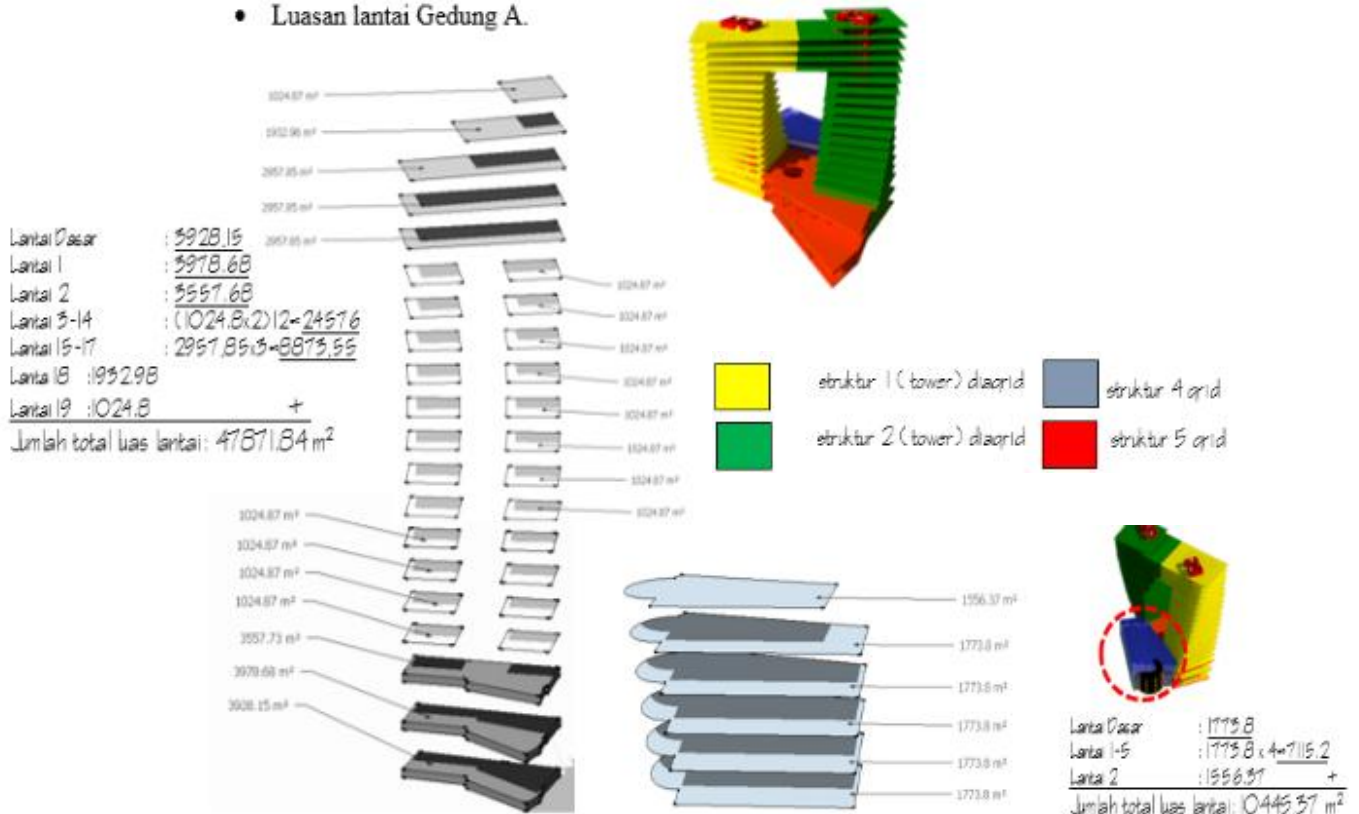 • Luasan lantai Gedung A.
1024.87 m²
2957.85 m²
2957.85 m²
2957.85 m²
Lantai Dasar : 3928,15
Lantai 1 : 3978.68
Lantai 2 : 3557.68
Lantai 3-14 : (1024,8x2)12=24576
Lantai 15-17 : 2957,85x3=8873,55
Lantai 18 :1932.98
Lantai 19 :1024.8 +
Jumlah total luas lantai: 47871.84 m²
1024.87 m²
1024.87 m²
1024.87 m²
1024.87 m²
1024.87 m²
1024.87 m²
1024.87 m²
1024.87 m²
1024.87 m²
1024.87 m²
1024.87 m²
1024.87 m²
3557.73 m²
3978.68 m²
struktur 1 (tower) diagrid
struktur 4 grid
struktur 2 (tower) diagrid
struktur 5 grid
1556.37 m²
1773.8 m²
1773.8 m²
1773.8 m²
1773.8 m²
1773.8 m²
Lantai Dasar : 1773.8
Lantai 1-5 : 1773.8 x 4=7115.2
Lantai 2 : 1556.37 +
Jumlah total luas lantai: 10445.37 m²